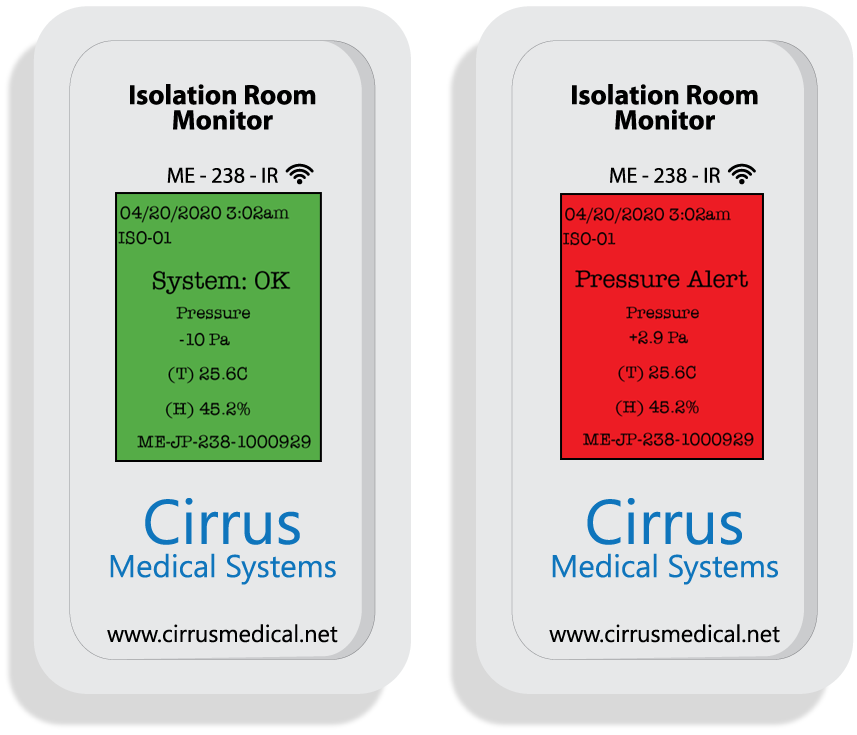 Isolation Room
Monitor
ME - 238 - IR
04/20/2020 3:02am
ISO-01
System: OK
Pressure
-10 Pa
(T) 25.6C
(H) 45.2%
ME-JP-238-1000929
Cirrus
Medical Systems
www.cirrusmedical.net
Isolation Room
Monitor
ME - 238 - IR
04/20/2020 3:02am
ISO-01
Pressure Alert
Pressure
+2.9 Pa
(T) 25.6C
(H) 45.2%
ME-JP-238-1000929
Cirrus
Medical Systems
www.cirrusmedical.net